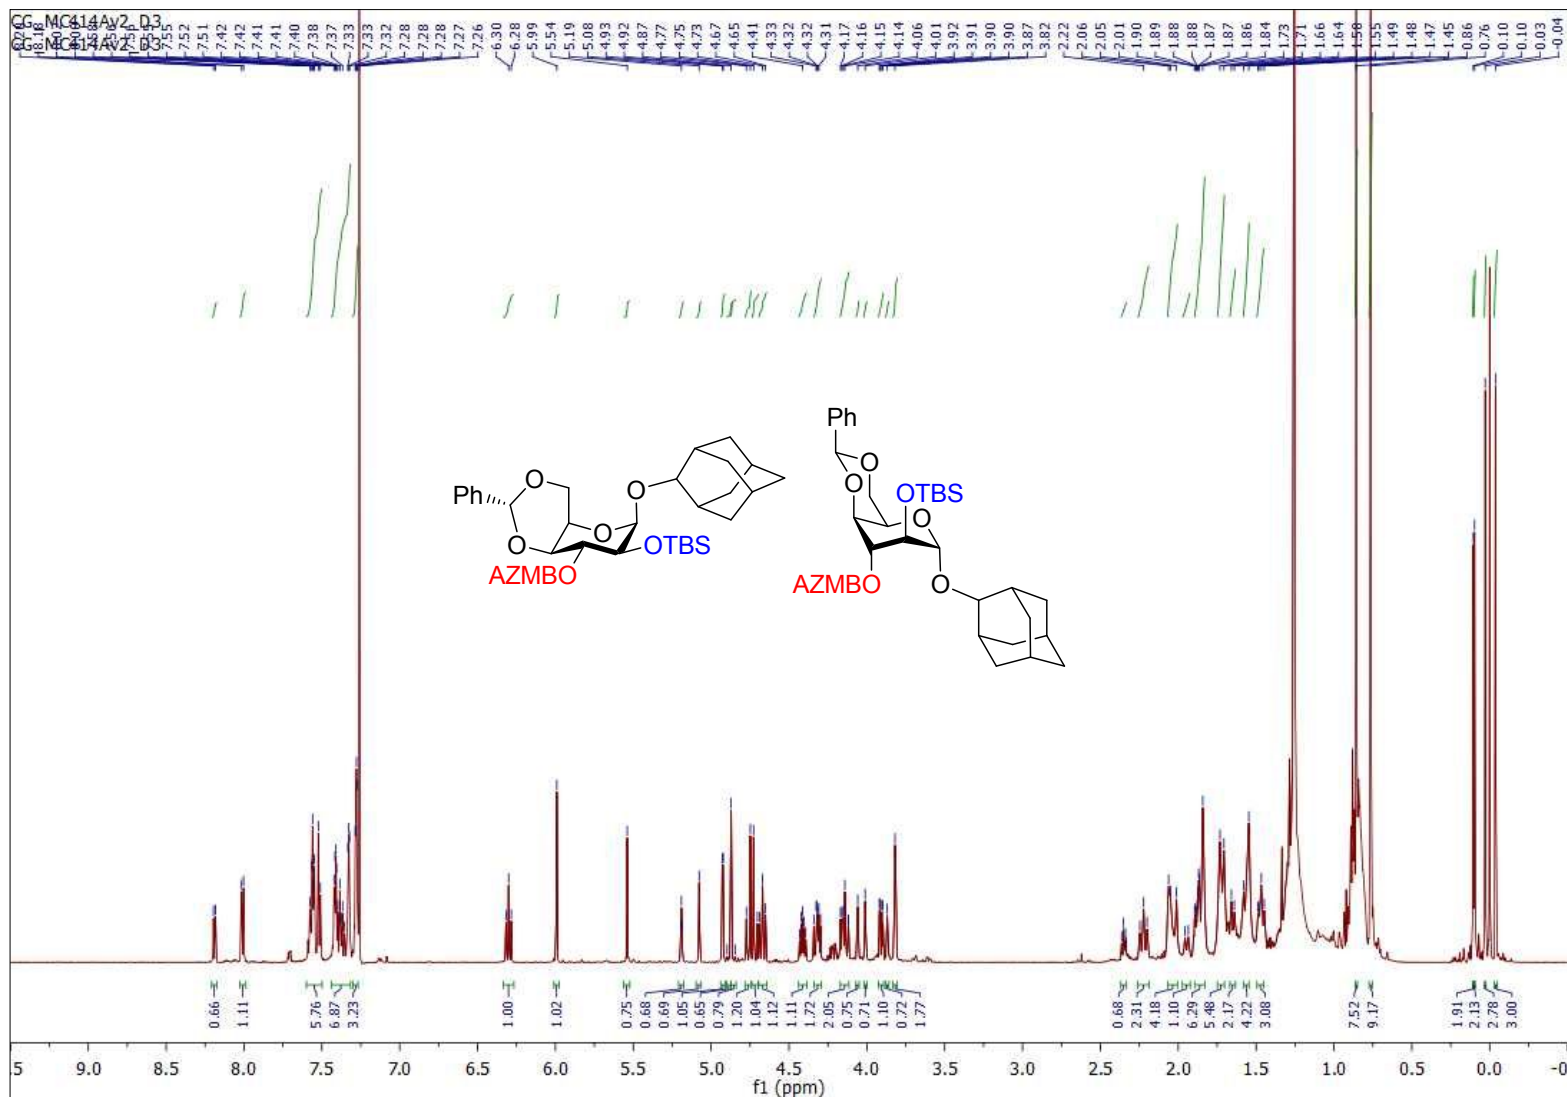 CG_MC414Av2_D3
CG_MC414Av2_D3
7.55 7.52 7.51 7.42 7.42 7.41 7.41 7.40 7.38 7.37 7.33 7.33 7.32 7.28 7.28 7.28 7.27 7.26 6.30 6.28 5.99 5.54 5.19 5.08 4.93 4.92 4.87 4.77 4.75 4.73 4.67 4.65 4.41 4.33 4.32 4.32 4.31 4.17 4.16 4.15 4.14 4.06 4.01 3.92 3.91 3.90 3.90 3.87 3.82 2.22 2.06 2.05 2.01 1.90 1.89 1.88 1.88 1.87 1.87 1.86 1.84 1.73 1.71 1.66 1.64 1.58 1.55 1.49 1.48 1.47 1.45 0.86 0.76 0.10 0.10 0.03 -0.04
Ph
O
O
Ph
O
O
OTBS
O
O
OTBS
O
AZMBO
AZMBO
O
0.66 1.11 5.76 6.87 3.23 1.00 1.02 0.75 0.68 0.69 0.65 0.79 1.05 1.20 1.04 1.12 1.11 1.72 2.05 0.75 0.71 1.10 0.72 1.77 0.68 2.31 4.18 1.10 6.29 5.48 2.17 4.22 3.08 7.52 9.17 1.91 2.13 2.78 3.00
.5 9.0 8.5 8.0 7.5 7.0 6.5 6.0 5.5 5.0 4.5 4.0 3.5 3.0 2.5 2.0 1.5 1.0 0.5 0.0 -0
f1 (ppm)